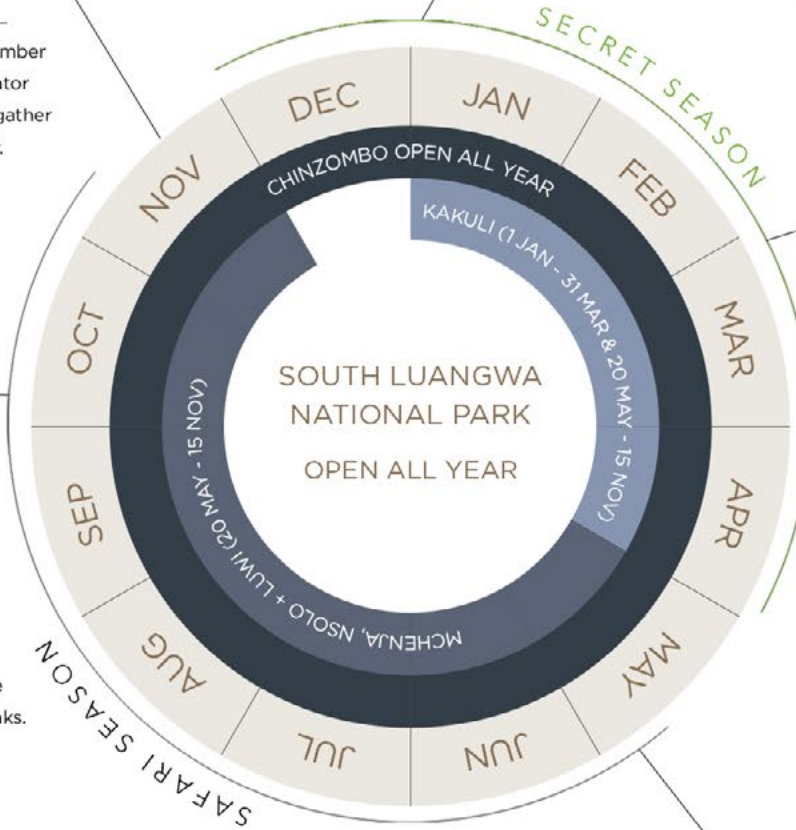 mber
ator
gather
SECRET SEASON
JAN
FEB
MAR
APR
MAY
JUN
JUL
AUG
SEP
OCT
NOV
DEC
CHINZOMBO OPEN ALL YEAR
KAKULI (1 JAN - 31 MAR & 20 MAY - 15 NOV)
MCHENJA, NSOLO + LUWI (20 MAY - 15 NOV)
SOUTH LUANGWA
NATIONAL PARK
OPEN ALL YEAR
SAFARI SEASON
e
ks.